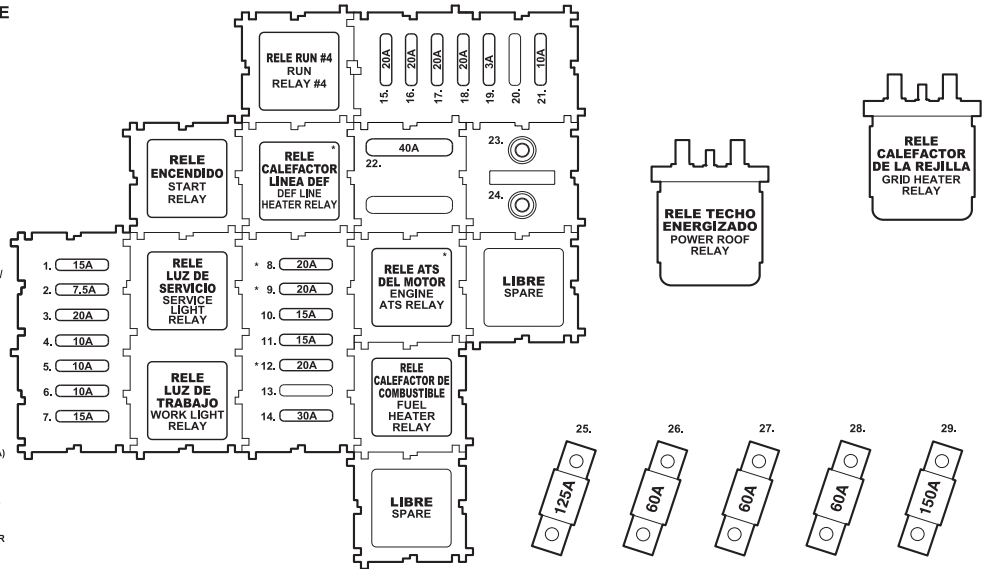 E
RELE RUN #4
RUN
RELAY #4
15. 20A
16. 20A
17. 20A
18. 20A
19. 3A
20.
21. 10A
RELE
ENCENDIDO
START
RELAY
*
RELE
CALEFACTOR
LÍNEA DEF
DEF LINE
HEATER RELAY
40A
22.
23.
24.
RELE TECHO
ENERGIZADO
POWER ROOF
RELAY
RELE
CALEFACTOR
DE LA REJILLA
GRID HEATER
RELAY
/
1. 15A
2. 7.5A
3. 20A
4. 10A
5. 10A
6. 10A
7. 15A
RELE
LUZ DE
SERVICIO
SERVICE
LIGHT
RELAY
RELE
LUZ DE
TRABAJO
WORK LIGHT
RELAY
* 8. 20A
* 9. 20A
10. 15A
11. 15A
*12. 20A
13.
14. 30A
*
RELE ATS
DEL MOTOR
ENGINE
ATS RELAY
LIBRE
SPARE
RELE
CALEFACTOR DE
COMBUSTIBLE
FUEL
HEATER
RELAY
LIBRE
SPARE
A)
R
25. 125A
26. 60A
27. 60A
28. 60A
29. 150A